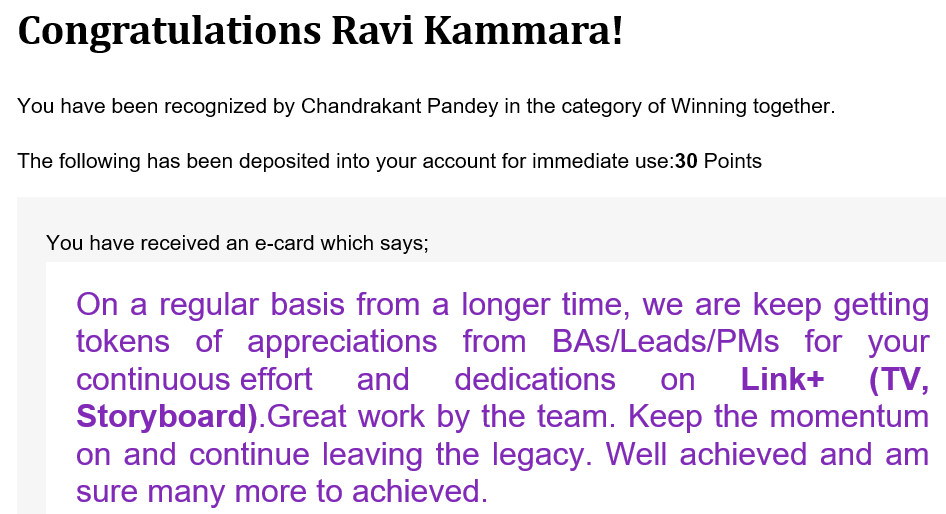 Congratulations Ravi Kammara!
You have been recognized by Chandrakant Pandey in the category of Winning together.
The following has been deposited into your account for immediate use:30 Points
You have received an e-card which says;
On a regular basis from a longer time, we are keep getting
tokens of appreciations from BAs/Leads/PMs for your
continuous effort and dedications on Link+ (TV,
Storyboard).Great work by the team. Keep the momentum
on and continue leaving the legacy. Well achieved and am
sure many more to achieved.